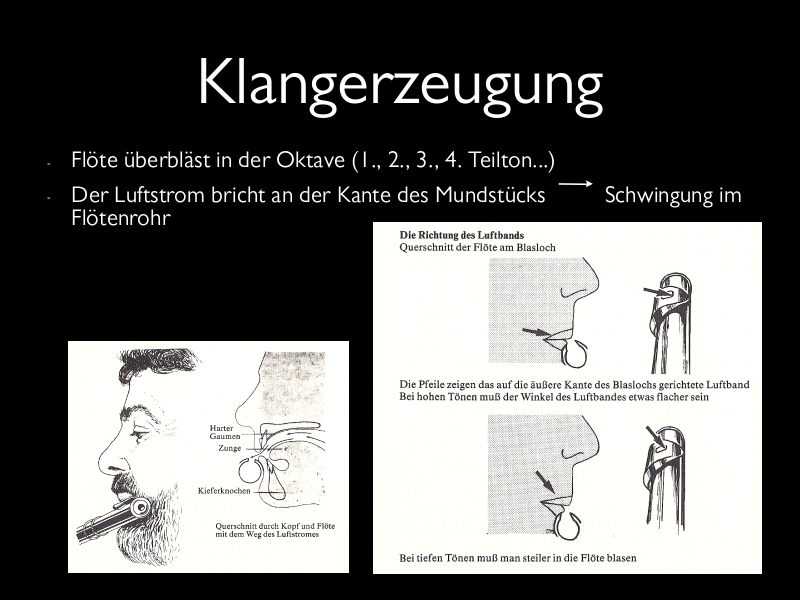 Klangerzeugung
- Flöte überbläst in der Oktave (1., 2., 3., 4. Teilton...)
- Der Luftstrom bricht an der Kante des Mundstücks → Schwingung im
Flötenrohr
Die Richtung des Luftbands
Querschnitt der Flöte am Blasloch
Die Pfeile zeigen das auf die äußere Kante des Blaslochs gerichtete Luftband
Bei hohen Tönen muß der Winkel des Luftbandes etwas flacher sein
Bei tiefen Tönen muß man steiler in die Flöte blasen
Harter
Gaumen
Zunge
Kieferknochen
Querschnitt durch Kopf und Flöte
mit dem Weg des Luftstromes